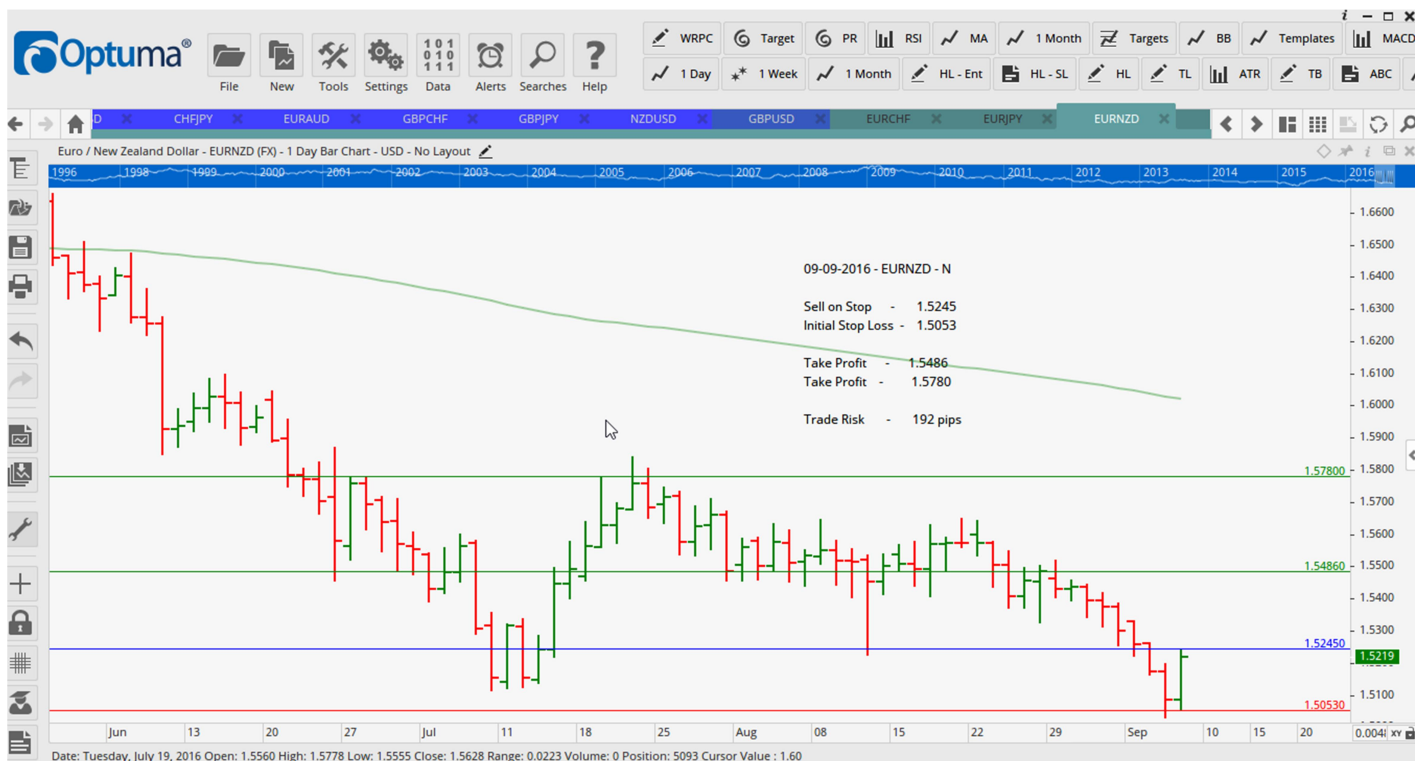 Optuma®
File
New
Tools
Settings
Data
Alerts
Searches
Help
WRPC Target PR RSI MA 1 Month Targets BB Templates MACD
1 Day 1 Week 1 Month HL - Ent HL - SL HL TL ATR TB ABC
D CHFJPY EURAUD GBPCHF GBPJPY NZDUSD GBPUSD EURCHF EURJPY EURNZD
Euro / New Zealand Dollar - EURNZD (FX) - 1 Day Bar Chart - USD - No Layout
1996 1998 1999 2000 2001 2002 2003 2004 2005 2006 2007 2008 2009 2010 2011 2012 2013 2014 2015 2016
1.6600
1.6500
1.6400
1.6300
1.6200
1.6100
1.6000
1.5900
1.5800
1.5700
1.5600
1.5500
1.5400
1.5300
1.5219
1.5100
09-09-2016 - EURNZD - N
Sell on Stop - 1.5245
Initial Stop Loss - 1.5053
Take Profit - 1.5486
Take Profit - 1.5780
Trade Risk - 192 pips
1.57800
1.54860
1.52450
1.50530
Jun 13 20 27 Jul 11 18 25 Aug 08 15 22 29 Sep 10 15 20
0.004 XY
Date: Tuesday, July 19, 2016 Open: 1.5560 High: 1.5778 Low: 1.5555 Close: 1.5628 Range: 0.0223 Volume: 0 Position: 5093 Cursor Value : 1.60